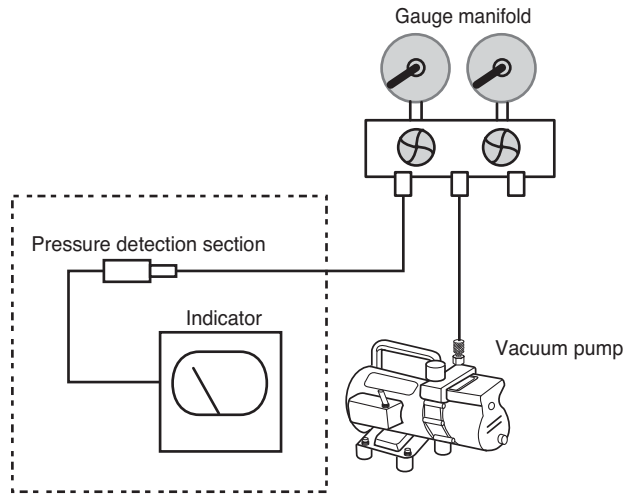 Gauge manifold
Pressure detection section
Indicator
Vacuum pump